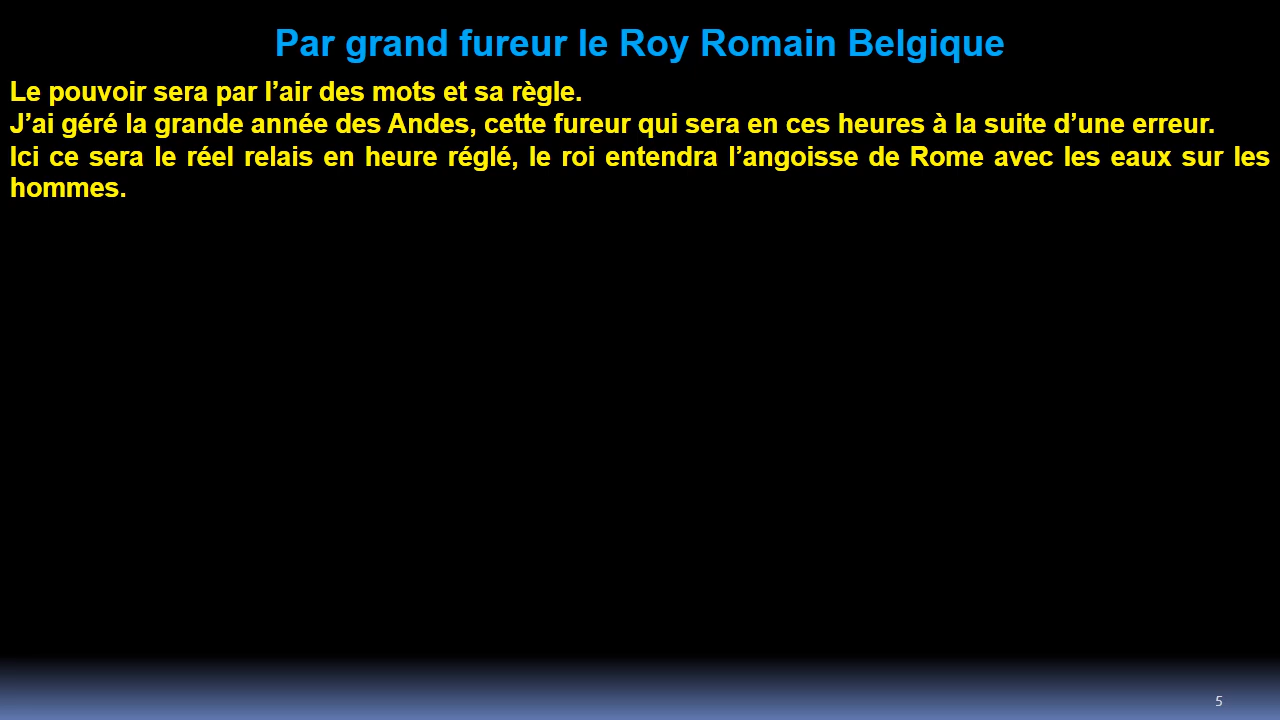 Par grand fureur le Roy Romain Belgique
Le pouvoir sera par l’air des mots et sa règle.
J’ai géré la grande année des Andes, cette fureur qui sera en ces heures à la suite d’une erreur.
Ici ce sera le réel relais en heure réglé, le roi entendra l’angoisse de Rome avec les eaux sur les
hommes.
5